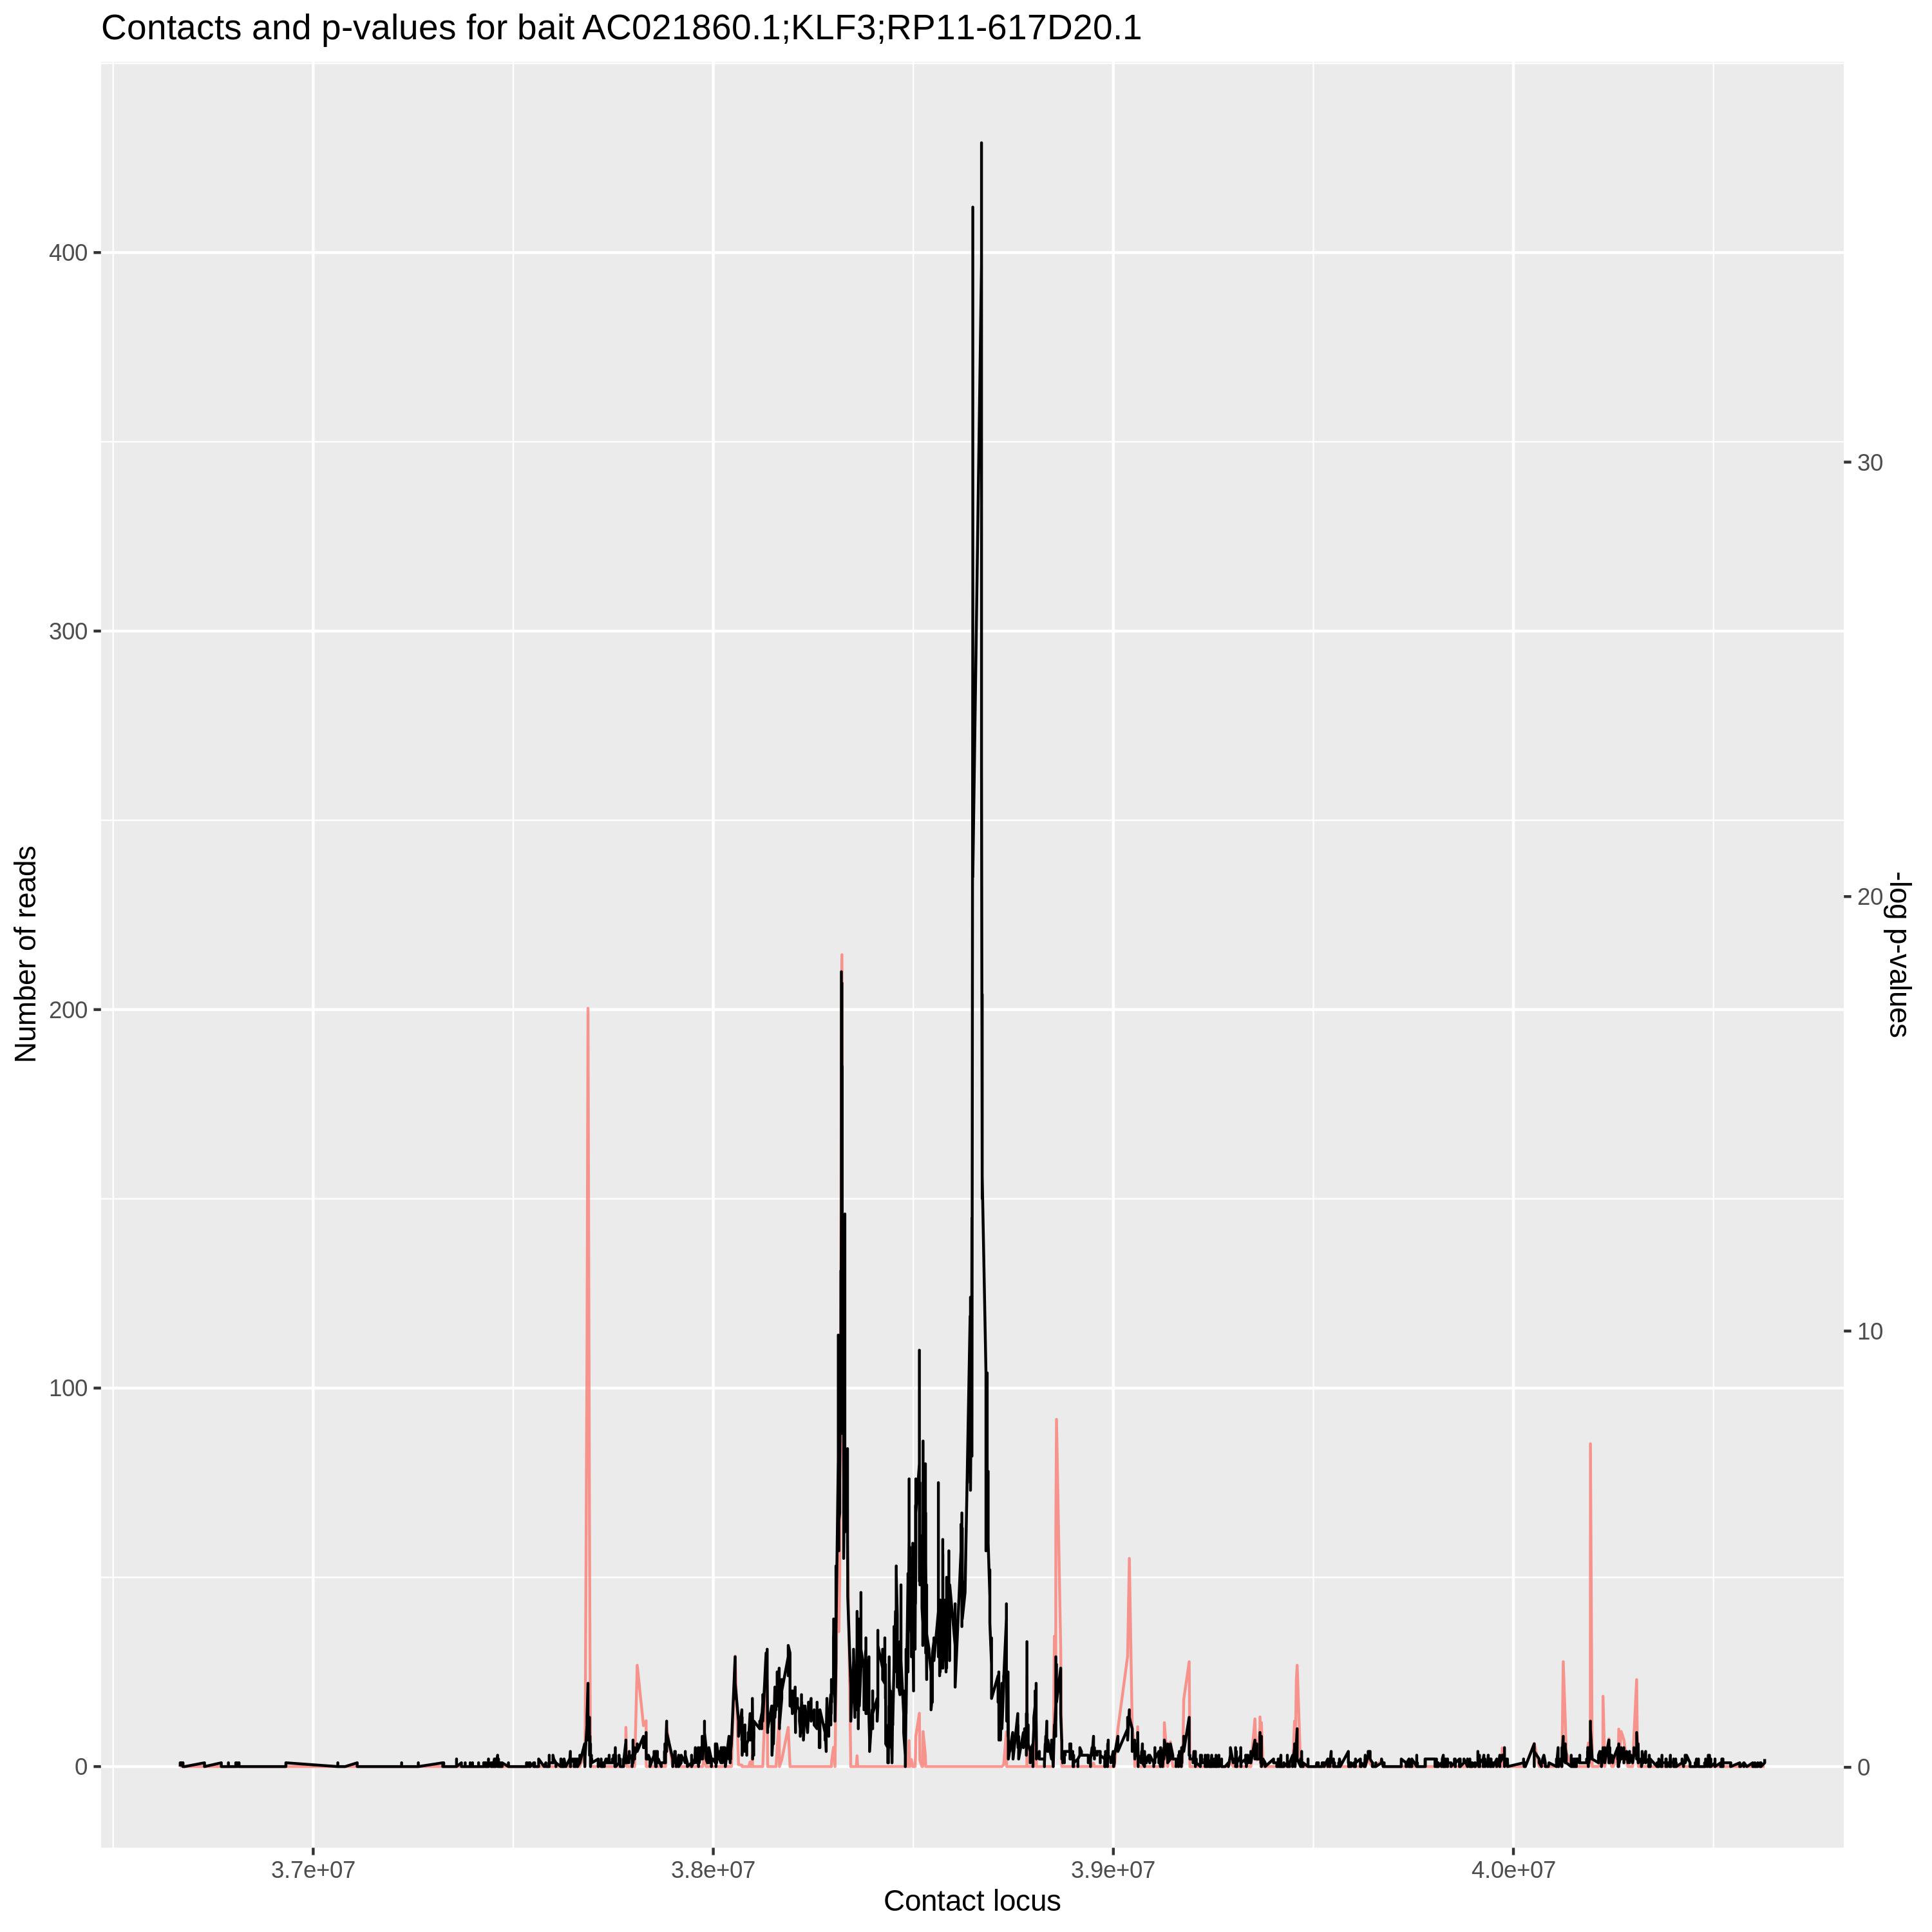 Contacts and p-values for bait AC021860.1;KLF3;RP11-617D20.1
400
300
200
100
0
Number of reads
30
20
10
0
-log p-values
3.7e+07
3.8e+07
3.9e+07
4.0e+07
Contact locus